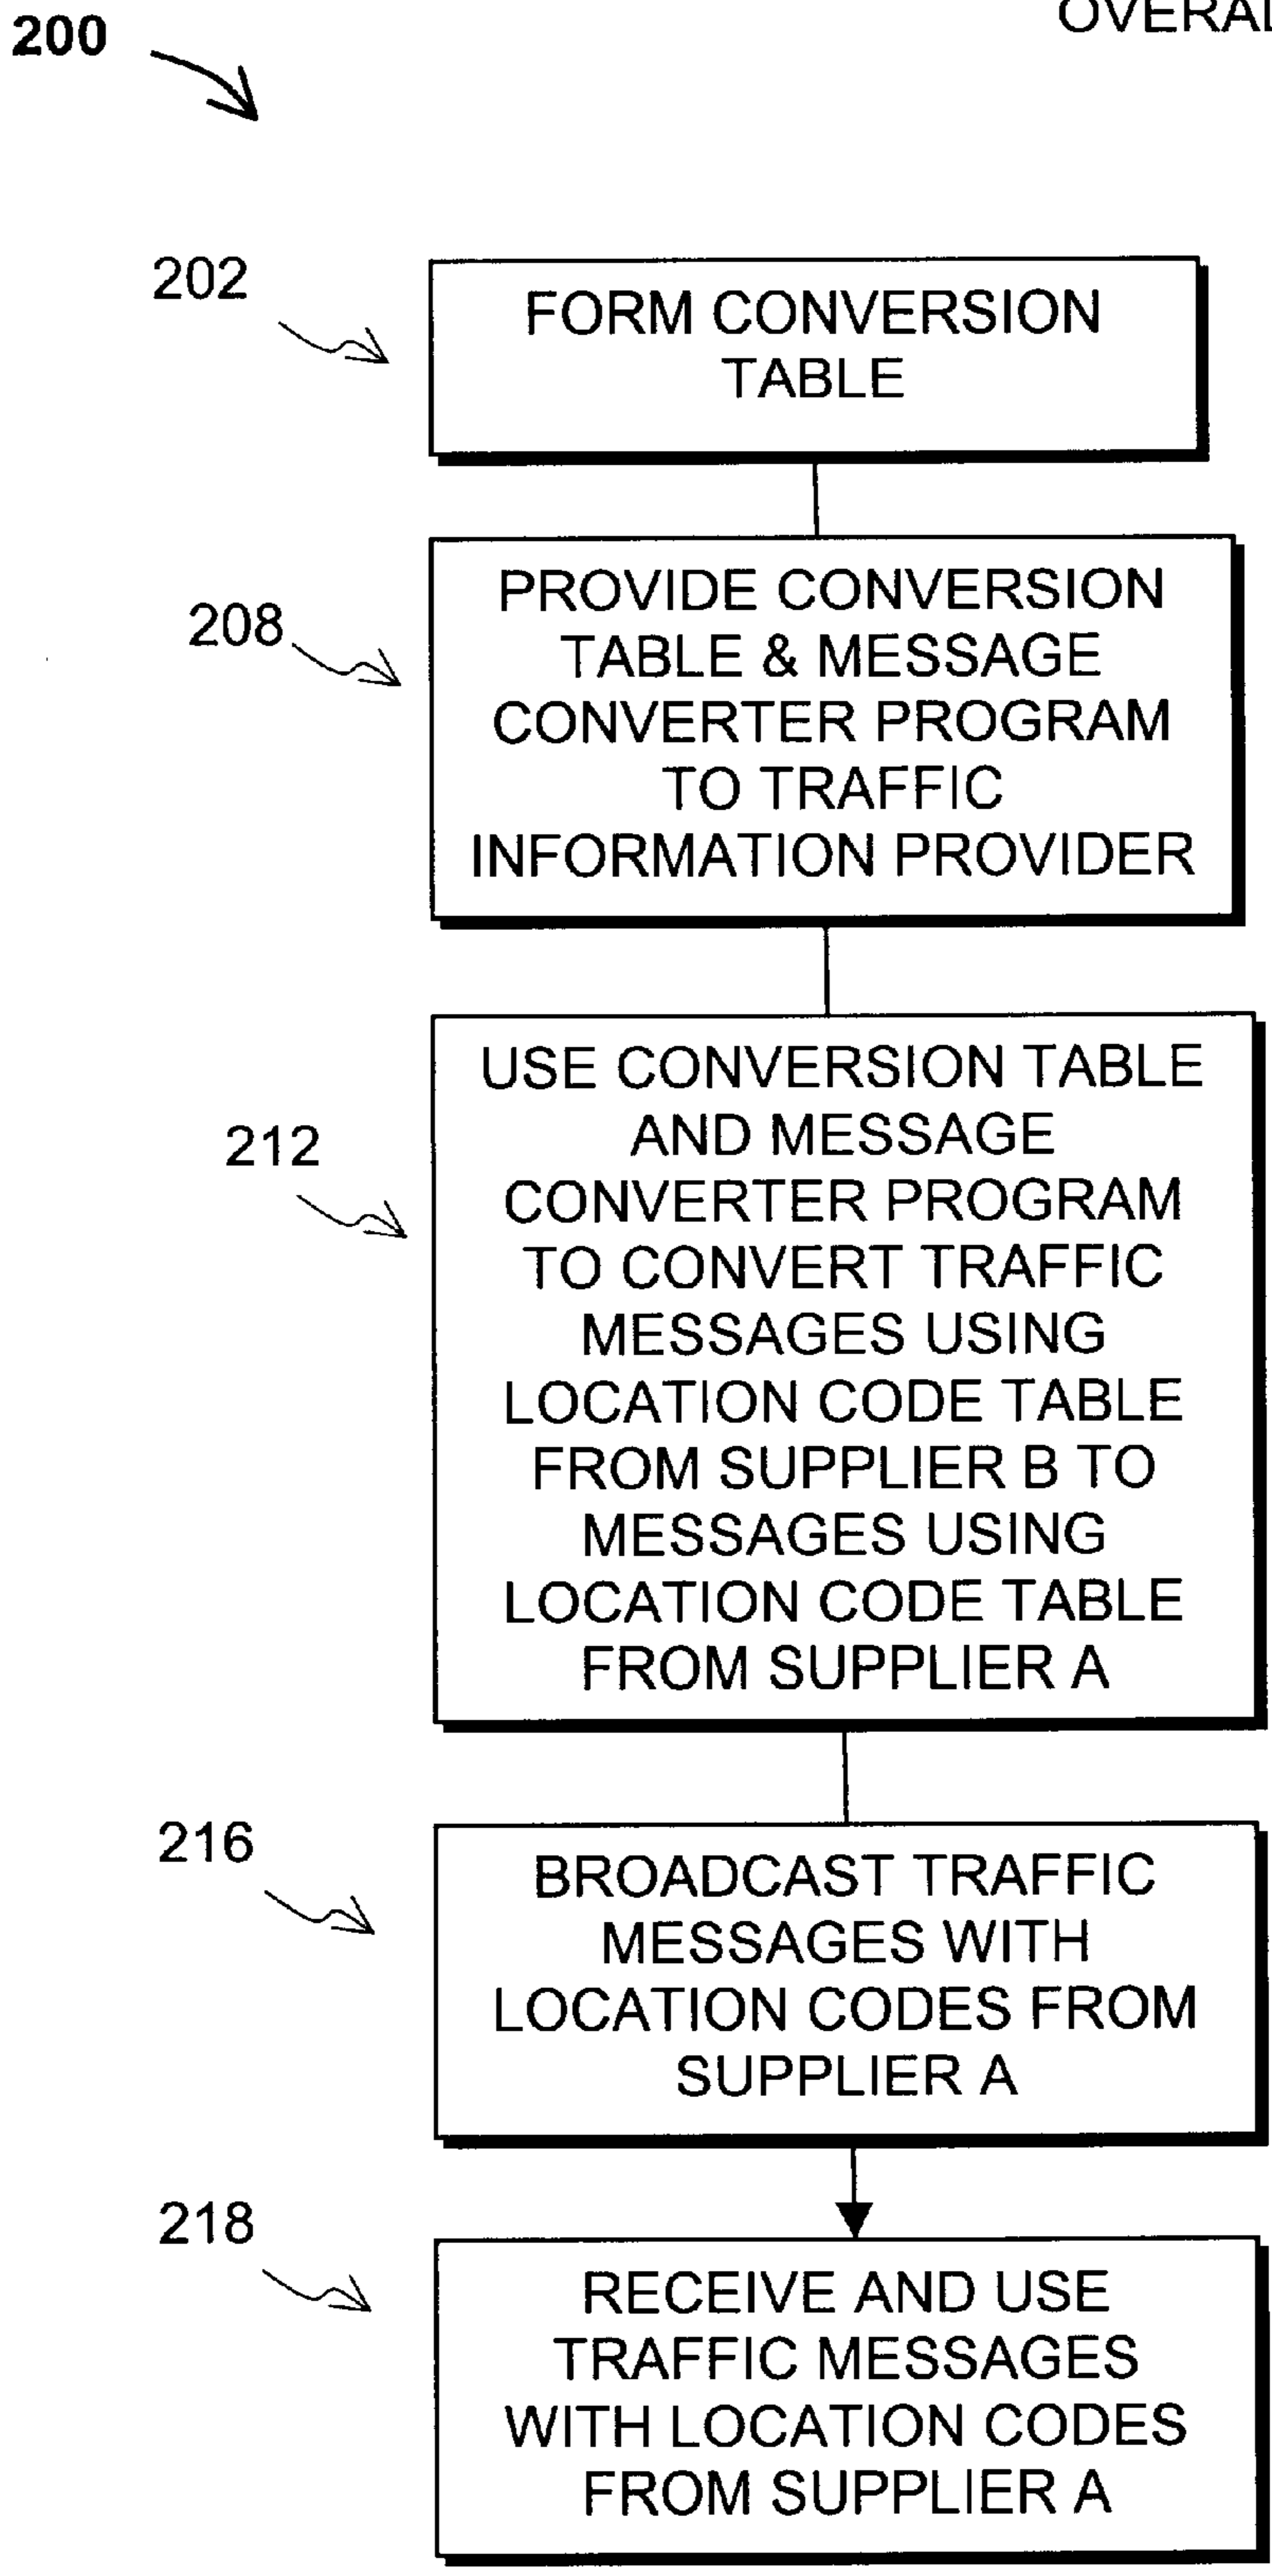 200
202
FORM CONVERSION
TABLE
208
PROVIDE CONVERSION
TABLE & MESSAGE
CONVERTER PROGRAM
TO TRAFFIC
INFORMATION PROVIDER
212
USE CONVERSION TABLE
AND MESSAGE
CONVERTER PROGRAM
TO CONVERT TRAFFIC
MESSAGES USING
LOCATION CODE TABLE
FROM SUPPLIER B TO
MESSAGES USING
LOCATION CODE TABLE
FROM SUPPLIER A
216
BROADCAST TRAFFIC
MESSAGES WITH
LOCATION CODES FROM
SUPPLIER A
218
RECEIVE AND USE
TRAFFIC MESSAGES
WITH LOCATION CODES
FROM SUPPLIER A